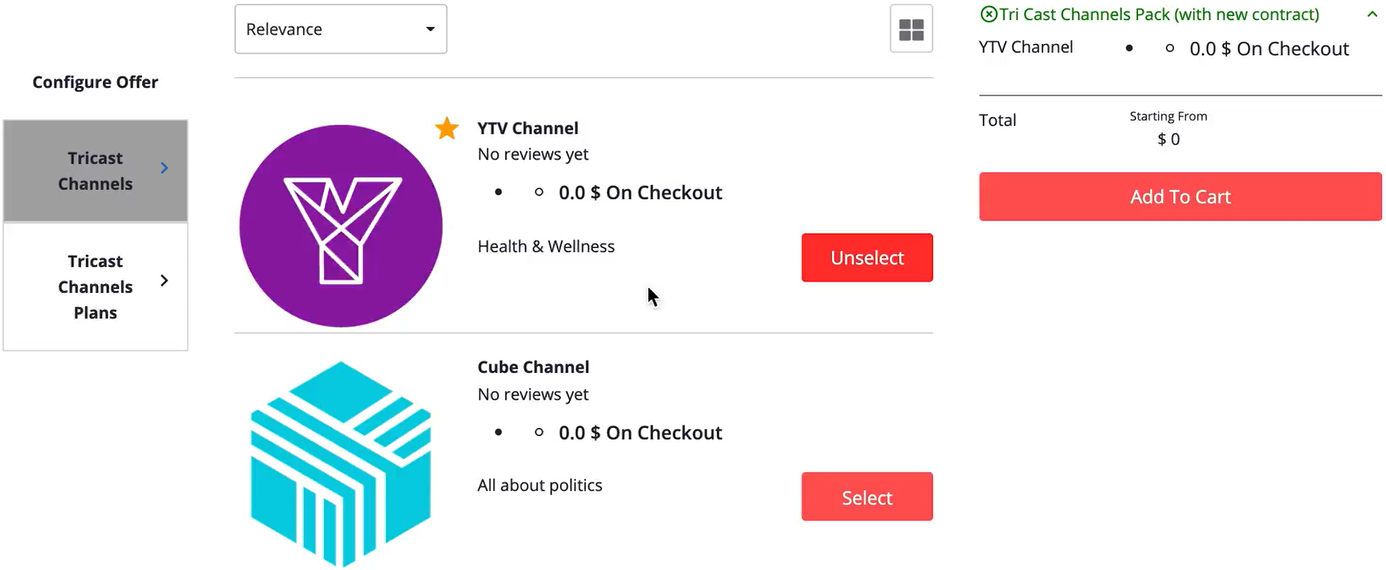 Configure Offer
Tricast
Channels
Tricast
Channels
Plans
Relevance
YTV Channel
No reviews yet
0.0 $ On Checkout
Health & Wellness
Unselect
Cube Channel
No reviews yet
0.0 $ On Checkout
All about politics
Select
Tri Cast Channels Pack (with new contract)
YTV Channel
0.0 $ On Checkout
Total
Starting From
$ 0
Add To Cart